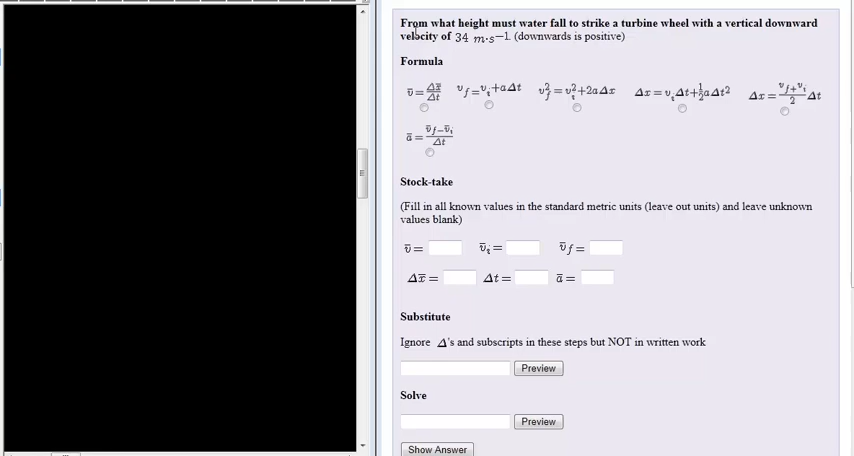 From what height must water fall to strike a turbine wheel with a vertical downward
velocity of 34 m·s−1. (downwards is positive)
Formula
v̄ = Δx̄/Δt  v_f = v_i + aΔt  v_f² = v_i² + 2aΔx  Δx = v_iΔt + ½aΔt²  Δx = (v_f + v_i)/2 Δt
ā = (v̄_f − v̄_i)/Δt
Stock-take
(Fill in all known values in the standard metric units (leave out units) and leave unknown
values blank)
v̄ = v̄_i = v̄_f =
Δx̄ = Δt = ā =
Substitute
Ignore Δ's and subscripts in these steps but NOT in written work
Preview
Solve
Preview
Show Answer